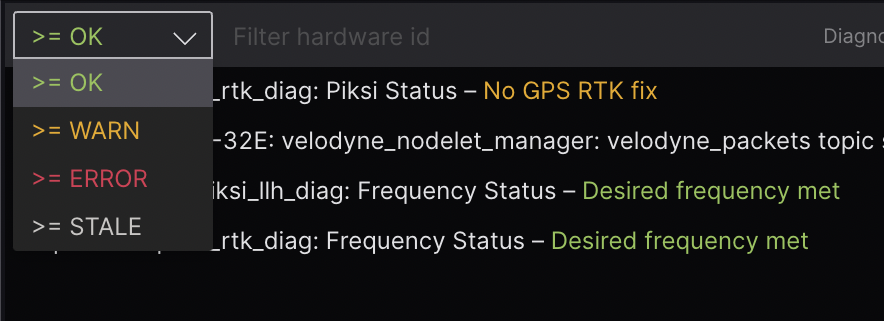 >= OK
Filter hardware id
>= OK
_rtk_diag: Piksi Status – No GPS RTK fix
>= WARN
-32E: velodyne_nodelet_manager: velodyne_packets topic
>= ERROR
iksi_llh_diag: Frequency Status – Desired frequency met
>= STALE
_rtk_diag: Frequency Status – Desired frequency met